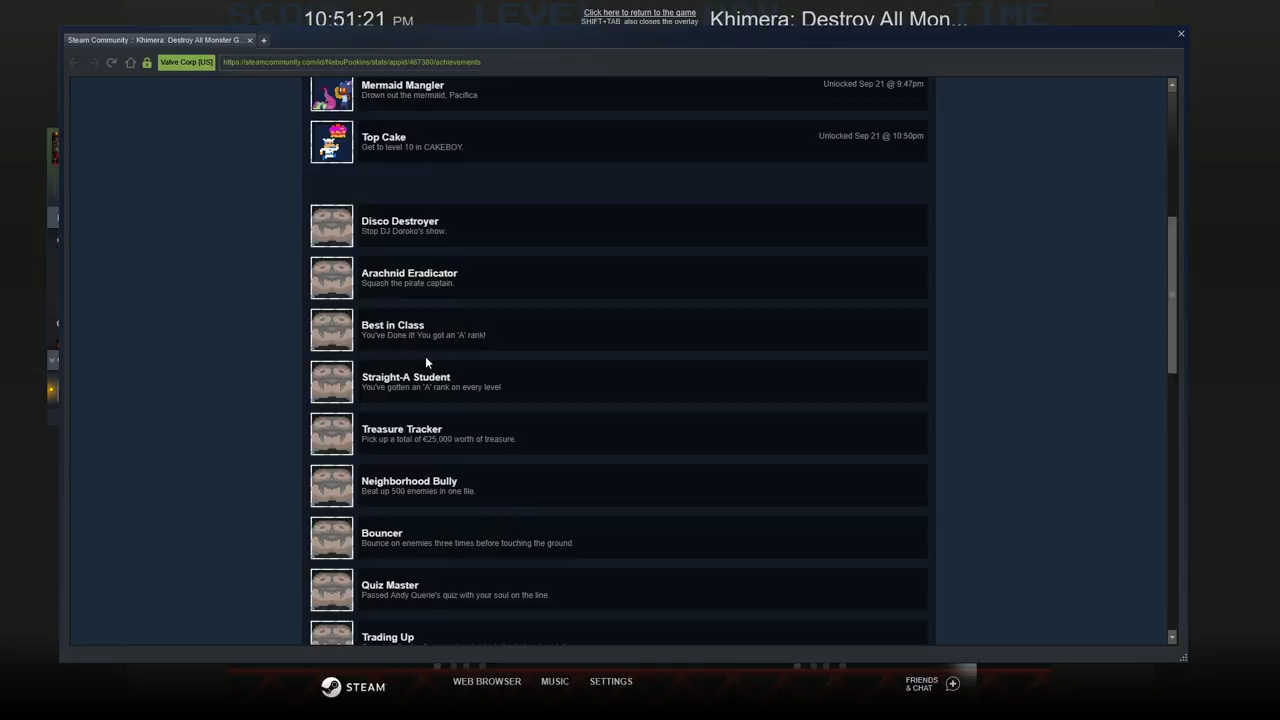 10:51:21 PM
Click here to return to the game
SHIFT+TAB also closes the overlay
Khimera: Destroy All Mon...
Steam Community :: Khimera: Destroy All Monster G...
Valve Corp [US]
https://steamcommunity.com/id/NebuPookins/stats/appid/467380/achievements
Mermaid Mangler
Unlocked Sep 21 @ 9:47pm
Drown out the mermaid, Pacifica
Top Cake
Unlocked Sep 21 @ 10:50pm
Get to level 10 in CAKEBOY.
Disco Destroyer
Stop DJ Doroko's show.
Arachnid Eradicator
Squash the pirate captain.
Best in Class
You've Done it! You got an 'A' rank!
Straight-A Student
You've gotten an 'A' rank on every level
Treasure Tracker
Pick up a total of €25,000 worth of treasure.
Neighborhood Bully
Beat up 500 enemies in one file.
Bouncer
Bounce on enemies three times before touching the ground.
Quiz Master
Passed Andy Querie's quiz with your soul on the line.
Trading Up
STEAM
WEB BROWSER
MUSIC
SETTINGS
FRIENDS
& CHAT